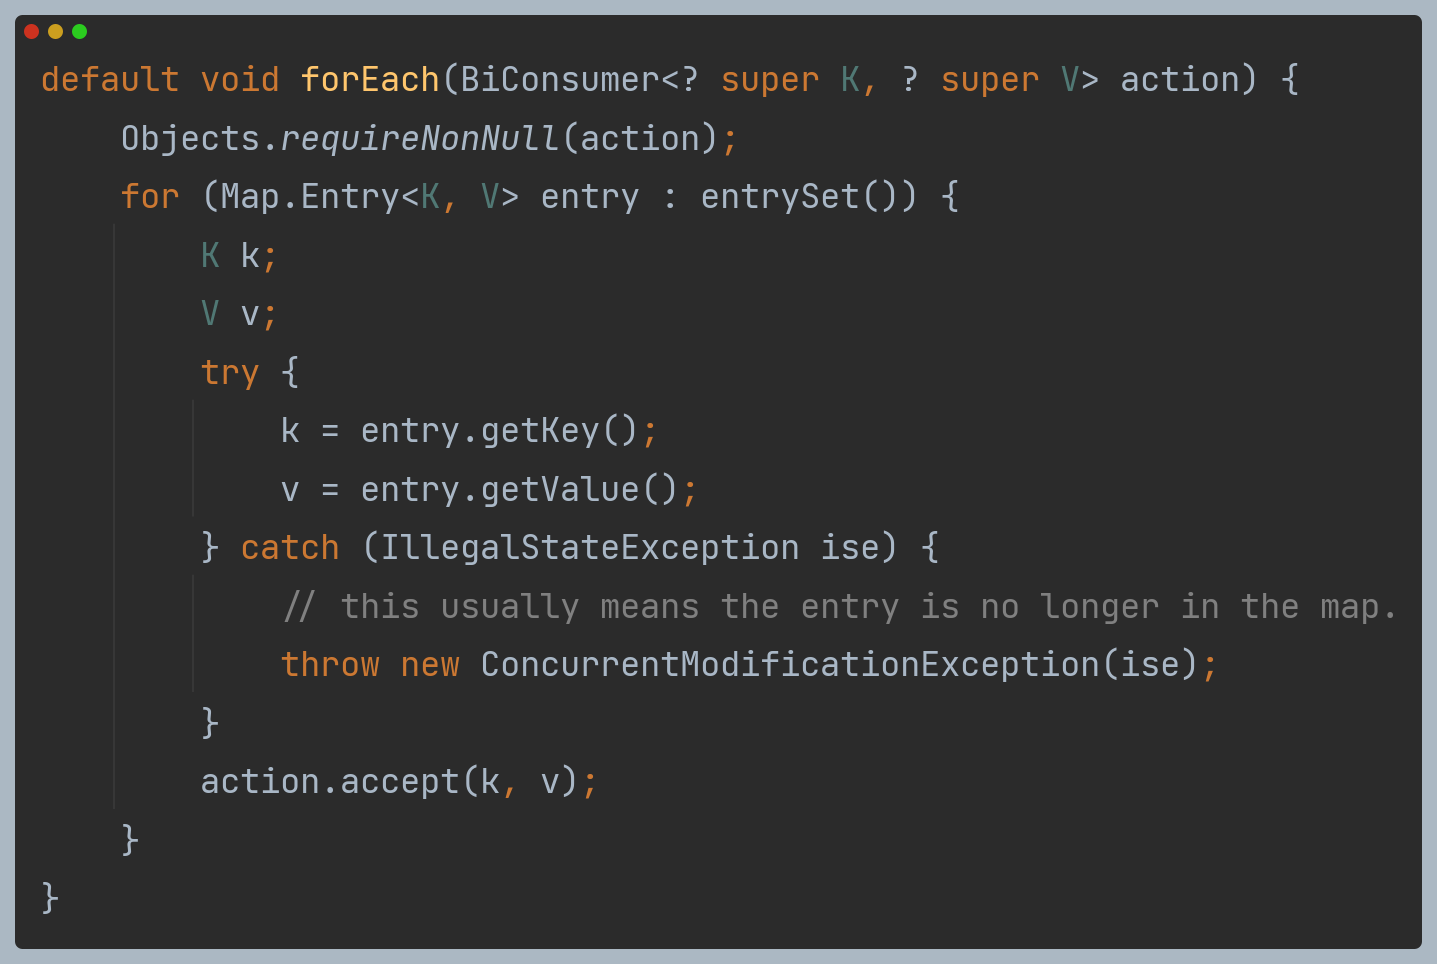 default void forEach(BiConsumer<? super K, ? super V> action) {
    Objects.requireNonNull(action);
    for (Map.Entry<K, V> entry : entrySet()) {
        K k;
        V v;
        try {
            k = entry.getKey();
            v = entry.getValue();
        } catch (IllegalStateException ise) {
            // this usually means the entry is no longer in the map.
            throw new ConcurrentModificationException(ise);
        }
        action.accept(k, v);
    }
}